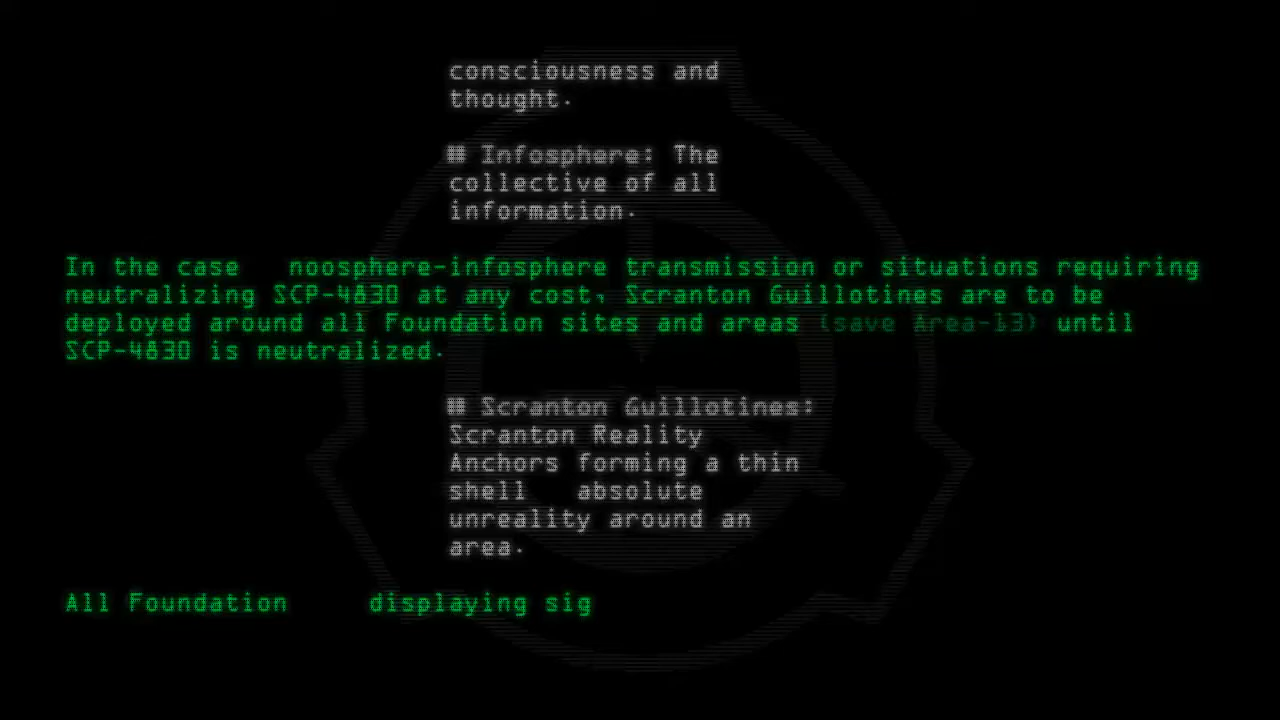 consciousness and
thought.
# Infosphere: The
collective of all
information.
In the case noosphere-infosphere transmission or situations requiring
neutralizing SCP-4830 at any cost, Scranton Guillotines are to be
deployed around all Foundation sites and areas (save area-13) until
SCP-4830 is neutralized.
# Scranton Guillotines:
Scranton Reality
Anchors forming a thin
shell absolute
unreality around an
area.
All Foundation displaying sig